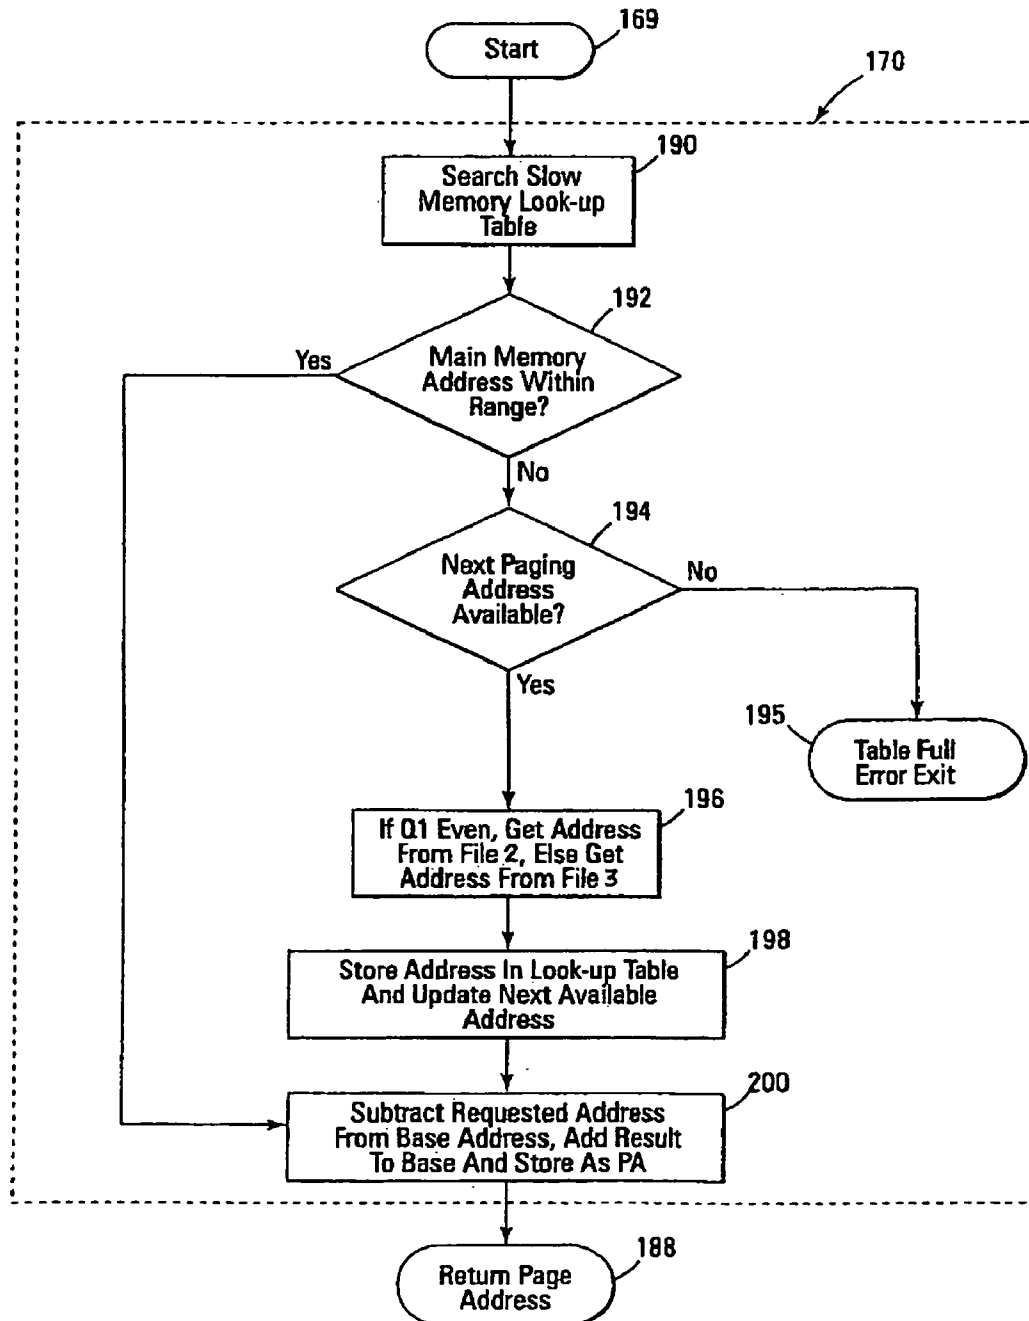 169
Start
170
190
Search Slow
Memory Look-up
Table
192
Yes
Main Memory
Address Within
Range?
No
194
Next Paging
Address
Available?
No
Yes
195
Table Full
Error Exit
196
If Q1 Even, Get Address
From File 2, Else Get
Address From File 3
198
Store Address In Look-up Table
And Update Next Available
Address
200
Subtract Requested Address
From Base Address, Add Result
To Base And Store As PA
188
Return Page
Address